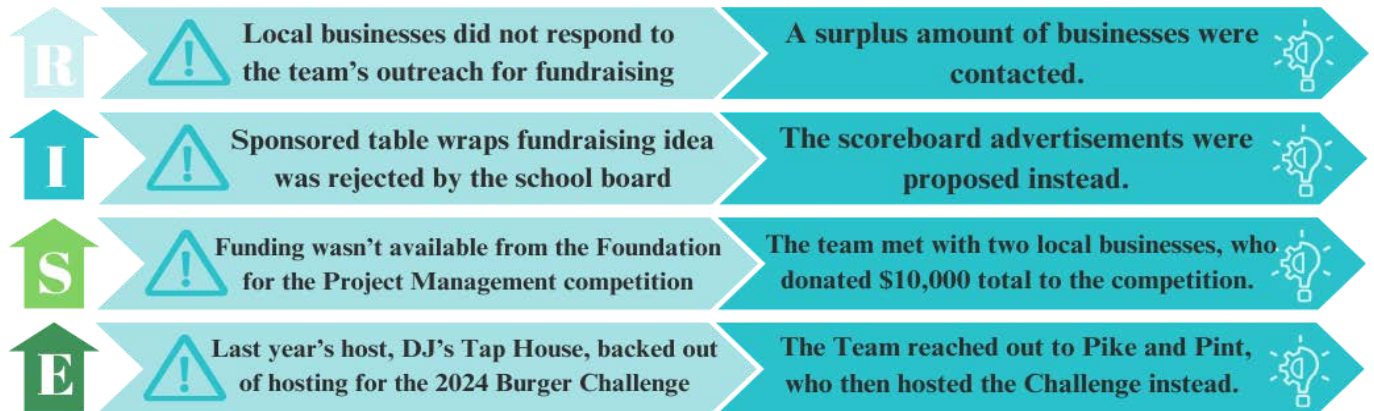 R
Local businesses did not respond to
the team's outreach for fundraising
A surplus amount of businesses were
contacted.
I
Sponsored table wraps fundraising idea
was rejected by the school board
The scoreboard advertisements were
proposed instead.
S
Funding wasn't available from the Foundation
for the Project Management competition
The team met with two local businesses, who
donated $10,000 total to the competition.
E
Last year's host, DJ's Tap House, backed out
of hosting for the 2024 Burger Challenge
The Team reached out to Pike and Pint,
who then hosted the Challenge instead.